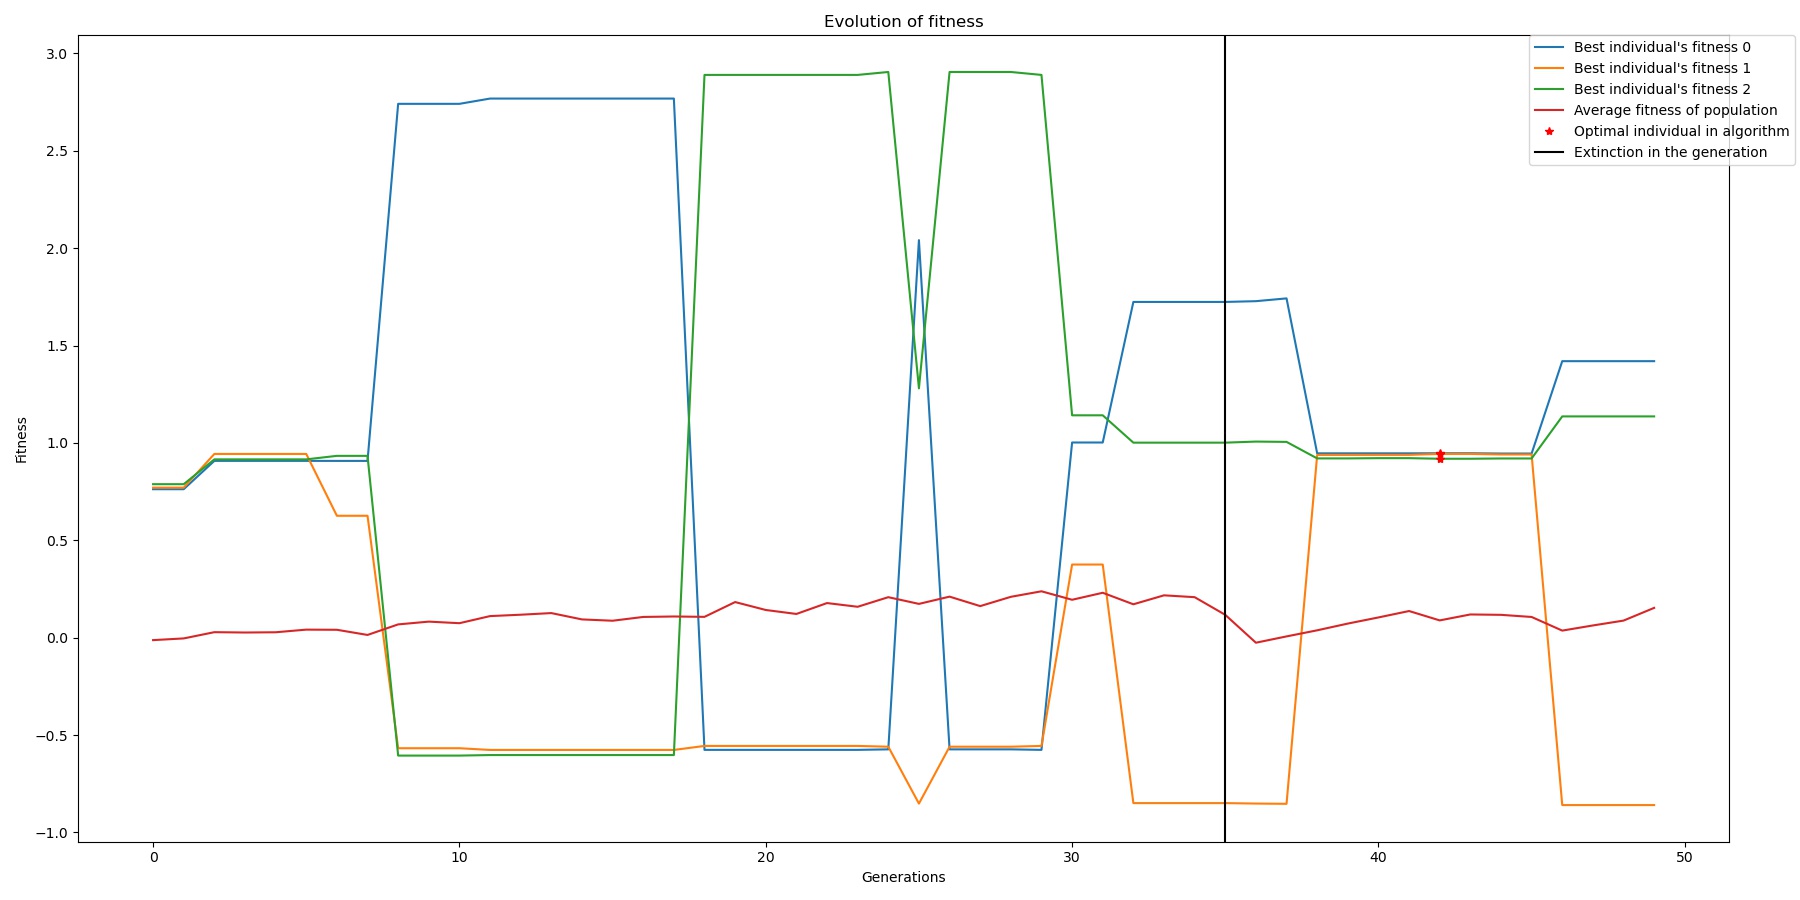 Evolution of fitness
Best individual's fitness 0
Best individual's fitness 1
Best individual's fitness 2
Average fitness of population
Optimal individual in algorithm
Extinction in the generation
3.0
2.5
2.0
1.5
1.0
0.5
0.0
−0.5
−1.0
Fitness
0 10 20 30 40 50
Generations